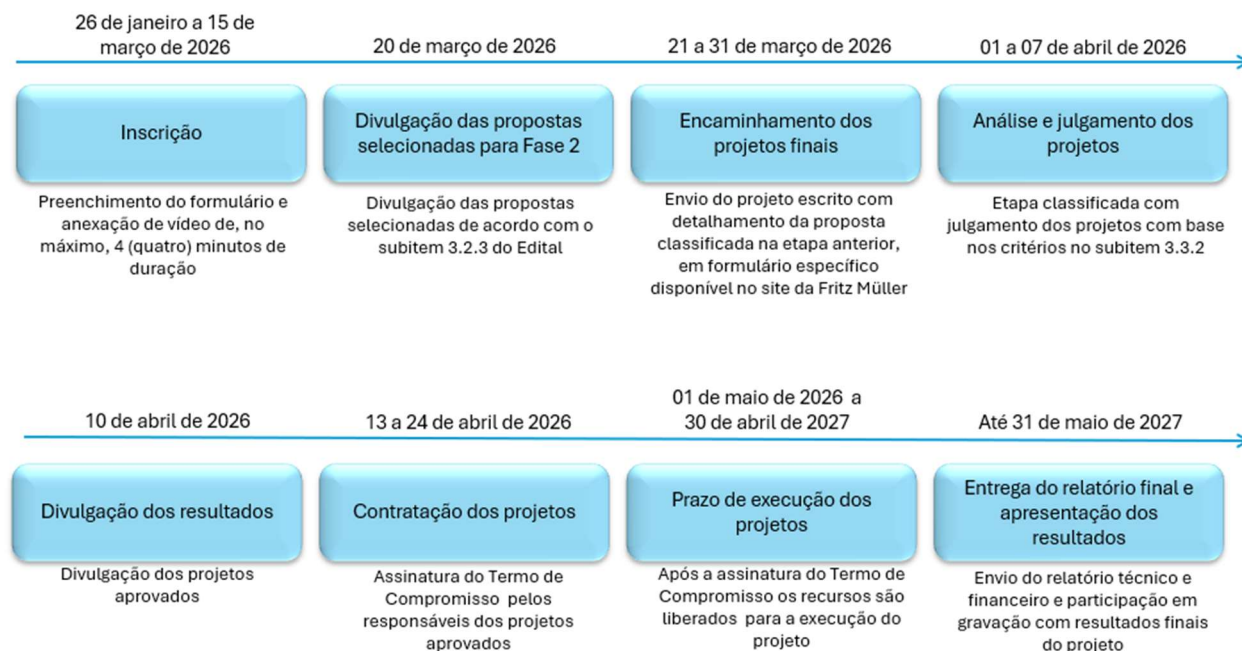 26 de janeiro a 15 de
março de 2026
20 de março de 2026
21 a 31 de março de 2026
01 a 07 de abril de 2026
Inscrição
Divulgação das propostas
selecionadas para Fase 2
Encaminhamento dos
projetos finais
Análise e julgamento dos
projetos
Preenchimento do formulário e
anexação de vídeo de, no
máximo, 4 (quatro) minutos de
duração
Divulgação das propostas
selecionadas de acordo com o
subitem 3.2.3 do Edital
Envio do projeto escrito com
detalhamento da proposta
classificada na etapa anterior,
em formulário específico
disponível no site da Fritz Müller
Etapa classificada com
julgamento dos projetos com base
nos critérios no subitem 3.3.2
10 de abril de 2026
13 a 24 de abril de 2026
01 de maio de 2026 a
30 de abril de 2027
Até 31 de maio de 2027
Divulgação dos resultados
Contratação dos projetos
Prazo de execução dos
projetos
Entrega do relatório final e
apresentação dos
resultados
Divulgação dos projetos
aprovados
Assinatura do Termo de
Compromisso pelos
responsáveis dos projetos
aprovados
Após a assinatura do Termo de
Compromisso os recursos são
liberados para a execução do
projeto
Envio do relatório técnico e
financeiro e participação em
gravação com resultados finais
do projeto